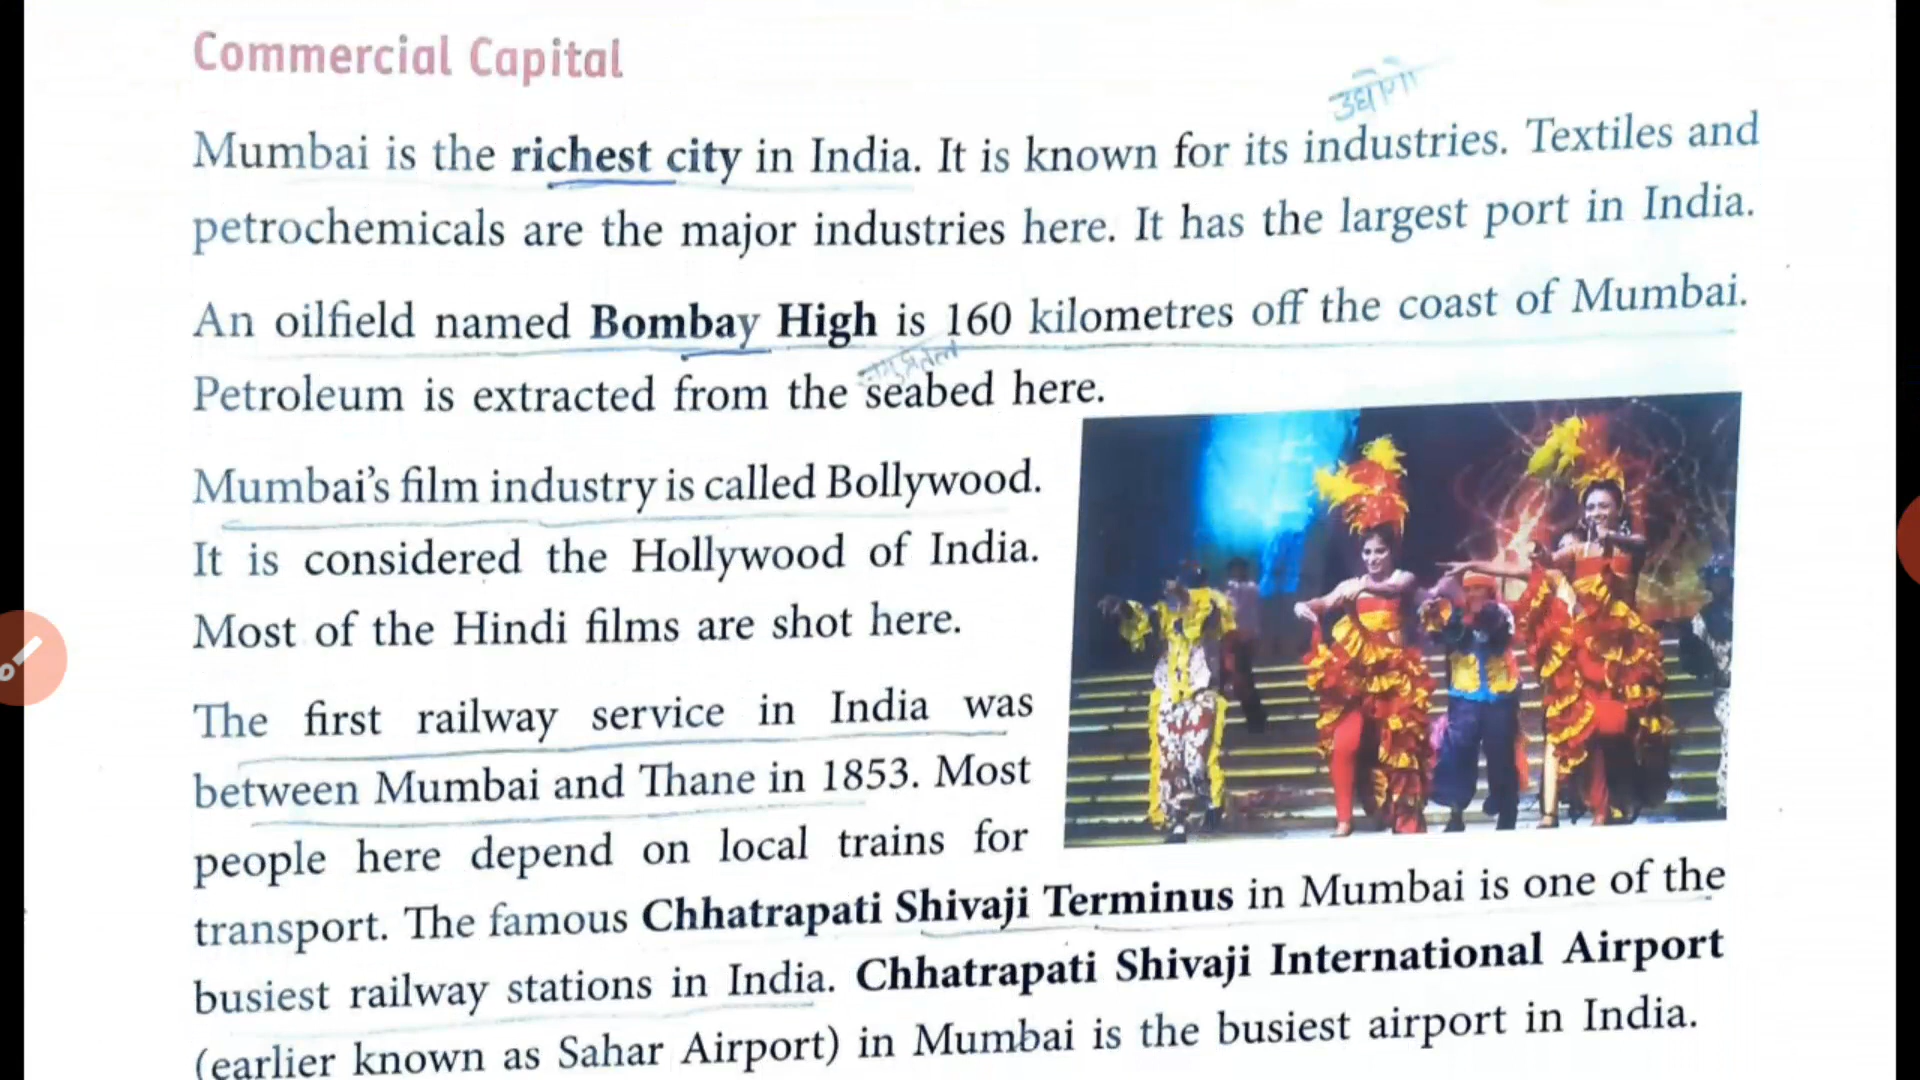 Commercial Capital
उद्योगो
Mumbai is the richest city in India. It is known for its industries. Textiles and
petrochemicals are the major industries here. It has the largest port in India.
An oilfield named Bombay High is 160 kilometres off the coast of Mumbai.
Petroleum is extracted from the seabed here.
Mumbai's film industry is called Bollywood.
It is considered the Hollywood of India.
Most of the Hindi films are shot here.
The first railway service in India was
between Mumbai and Thane in 1853. Most
people here depend on local trains for
transport. The famous Chhatrapati Shivaji Terminus in Mumbai is one of the
busiest railway stations in India. Chhatrapati Shivaji International Airport
(earlier known as Sahar Airport) in Mumbai is the busiest airport in India.